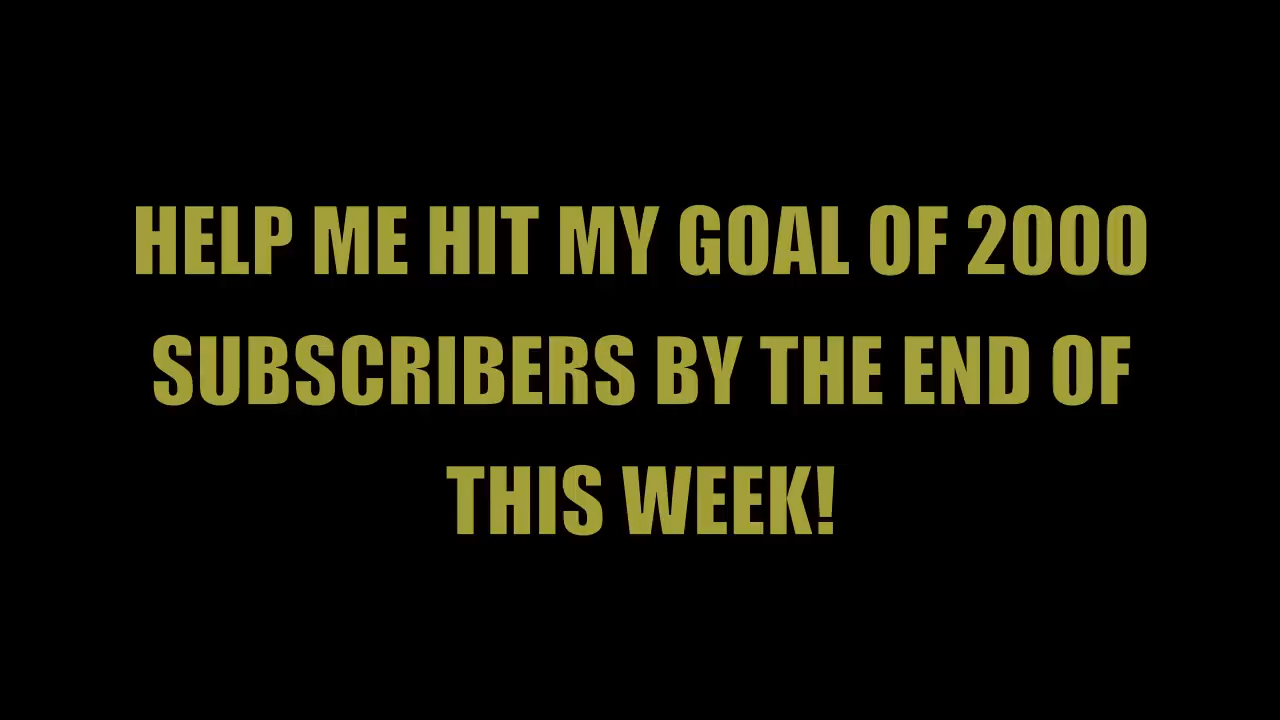 HELP ME HIT MY GOAL OF 2000
SUBSCRIBERS BY THE END OF
THIS WEEK!